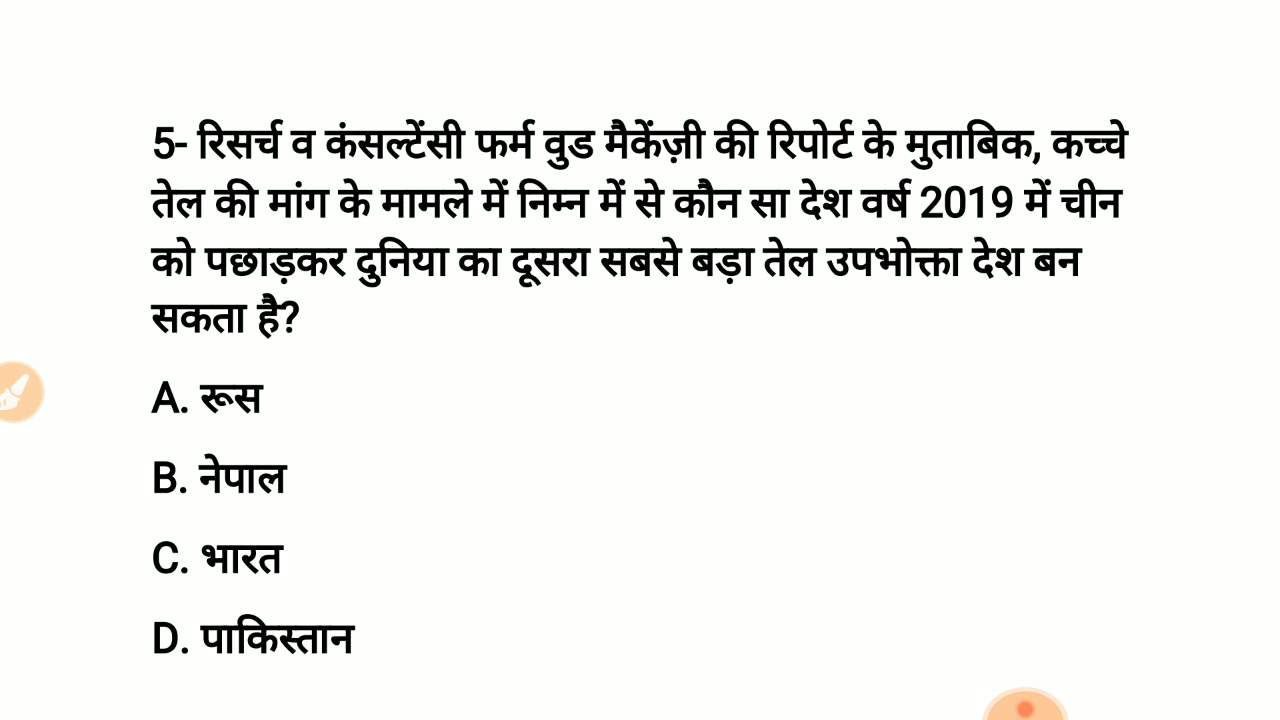 5- रिसर्च व कंसल्टेंसी फर्म वुड मैकेंज़ी की रिपोर्ट के मुताबिक, कच्चे
तेल की मांग के मामले में निम्न में से कौन सा देश वर्ष 2019 में चीन
को पछाड़कर दुनिया का दूसरा सबसे बड़ा तेल उपभोक्ता देश बन
सकता है?
A. रूस
B. नेपाल
C. भारत
D. पाकिस्तान